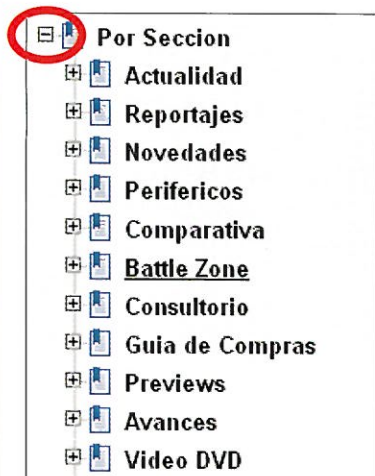 Por Seccion
Actualidad
Reportajes
Novedades
Perifericos
Comparativa
Battle Zone
Consultorio
Guia de Compras
Previews
Avances
Video DVD